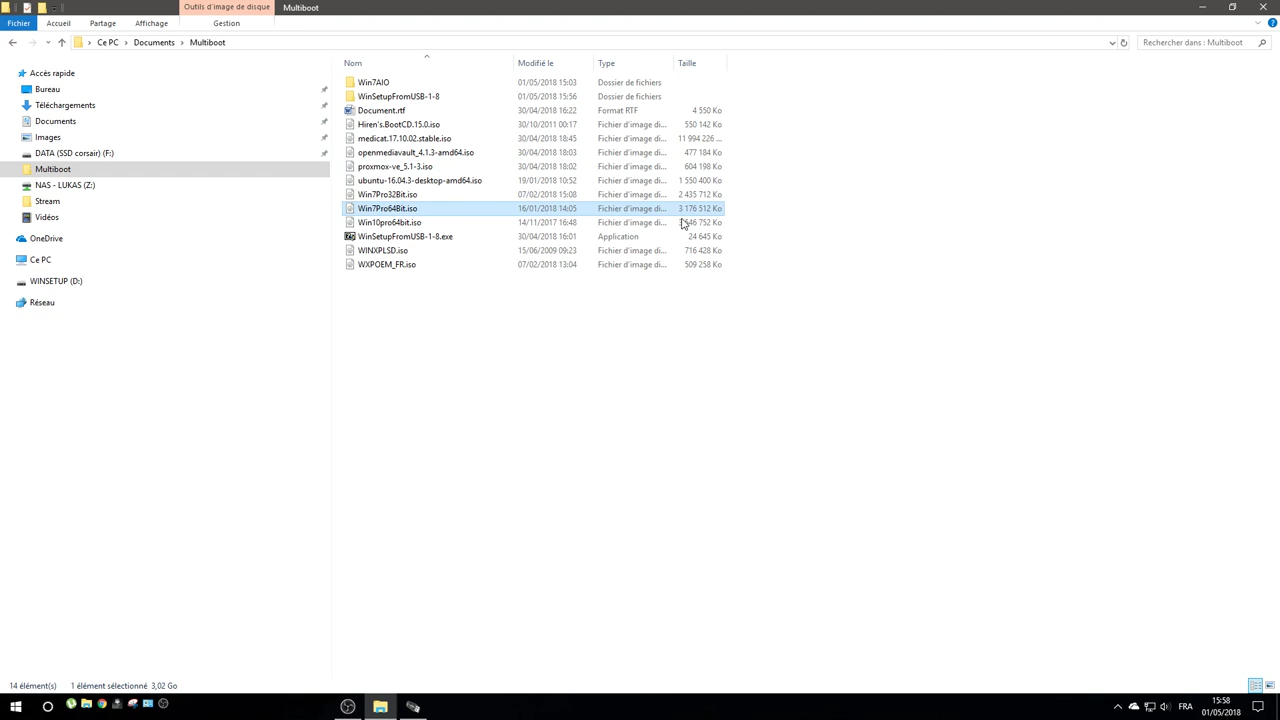 Outils d'image de disque Multiboot
Fichier Accueil Partage Affichage Gestion
Ce PC Documents Multiboot Rechercher dans : Multiboot
Nom Modifié le Type Taille
Accès rapide
Bureau
Téléchargements
Documents
Images
DATA (SSD corsair) (F:)
Multiboot
NAS - LUKAS (Z:)
Stream
Vidéos
OneDrive
Ce PC
WINSETUP (D:)
Réseau
Win7AIO 01/05/2018 15:03 Dossier de fichiers
WinSetupFromUSB-1-8 01/05/2018 15:56 Dossier de fichiers
Document.rtf 30/04/2018 16:22 Format RTF 4 550 Ko
Hiren's.BootCD.15.0.iso 30/10/2011 00:17 Fichier d'image di... 550 142 Ko
medicat.17.10.02.stable.iso 30/04/2018 18:45 Fichier d'image di... 11 994 226 ...
openmediavault_4.1.3-amd64.iso 30/04/2018 18:03 Fichier d'image di... 477 184 Ko
proxmox-ve_5.1-3.iso 30/04/2018 18:02 Fichier d'image di... 604 198 Ko
ubuntu-16.04.3-desktop-amd64.iso 19/01/2018 10:52 Fichier d'image di... 1 550 400 Ko
Win7Pro32Bit.iso 07/02/2018 15:08 Fichier d'image di... 2 435 712 Ko
Win7Pro64Bit.iso 16/01/2018 14:05 Fichier d'image di... 3 176 512 Ko
Win10pro64bit.iso 14/11/2017 16:48 Fichier d'image di... 752 Ko
WinSetupFromUSB-1-8.exe 30/04/2018 16:01 Application 24 645 Ko
WINXPLSD.iso 15/06/2009 09:23 Fichier d'image di... 716 428 Ko
WXPOEM_FR.iso 07/02/2018 13:04 Fichier d'image di... 509 258 Ko
14 élément(s) 1 élément sélectionné 3,02 Go
FRA 15:58
01/05/2018